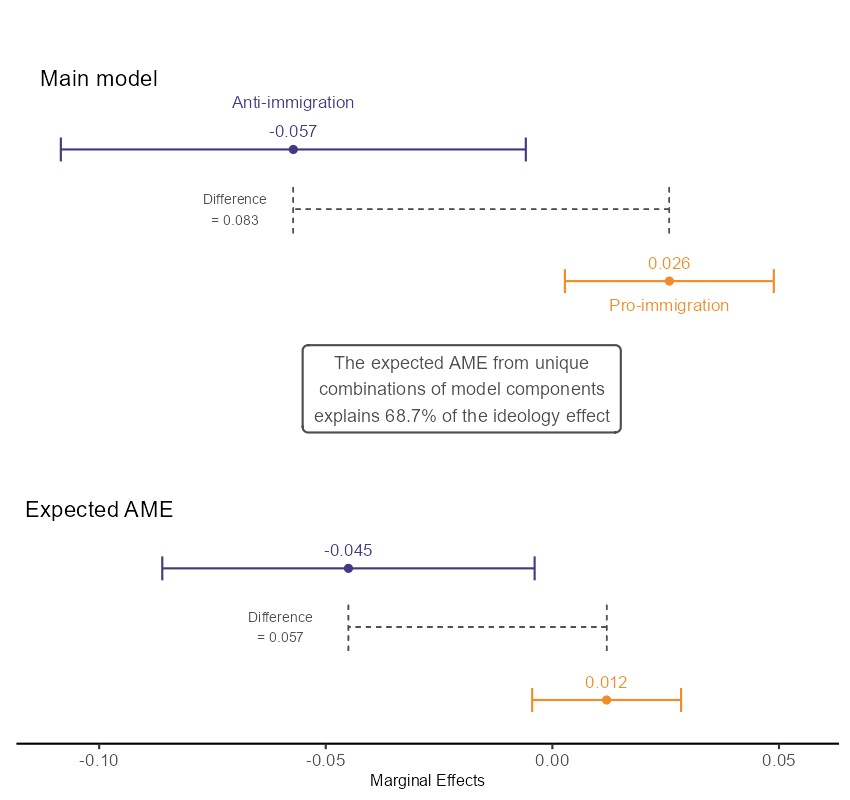 Main model
Anti-immigration
-0.057
Difference
= 0.083
0.026
Pro-immigration
The expected AME from unique
combinations of model components
explains 68.7% of the ideology effect
Expected AME
-0.045
Difference
= 0.057
0.012
-0.10
-0.05
0.00
0.05
Marginal Effects